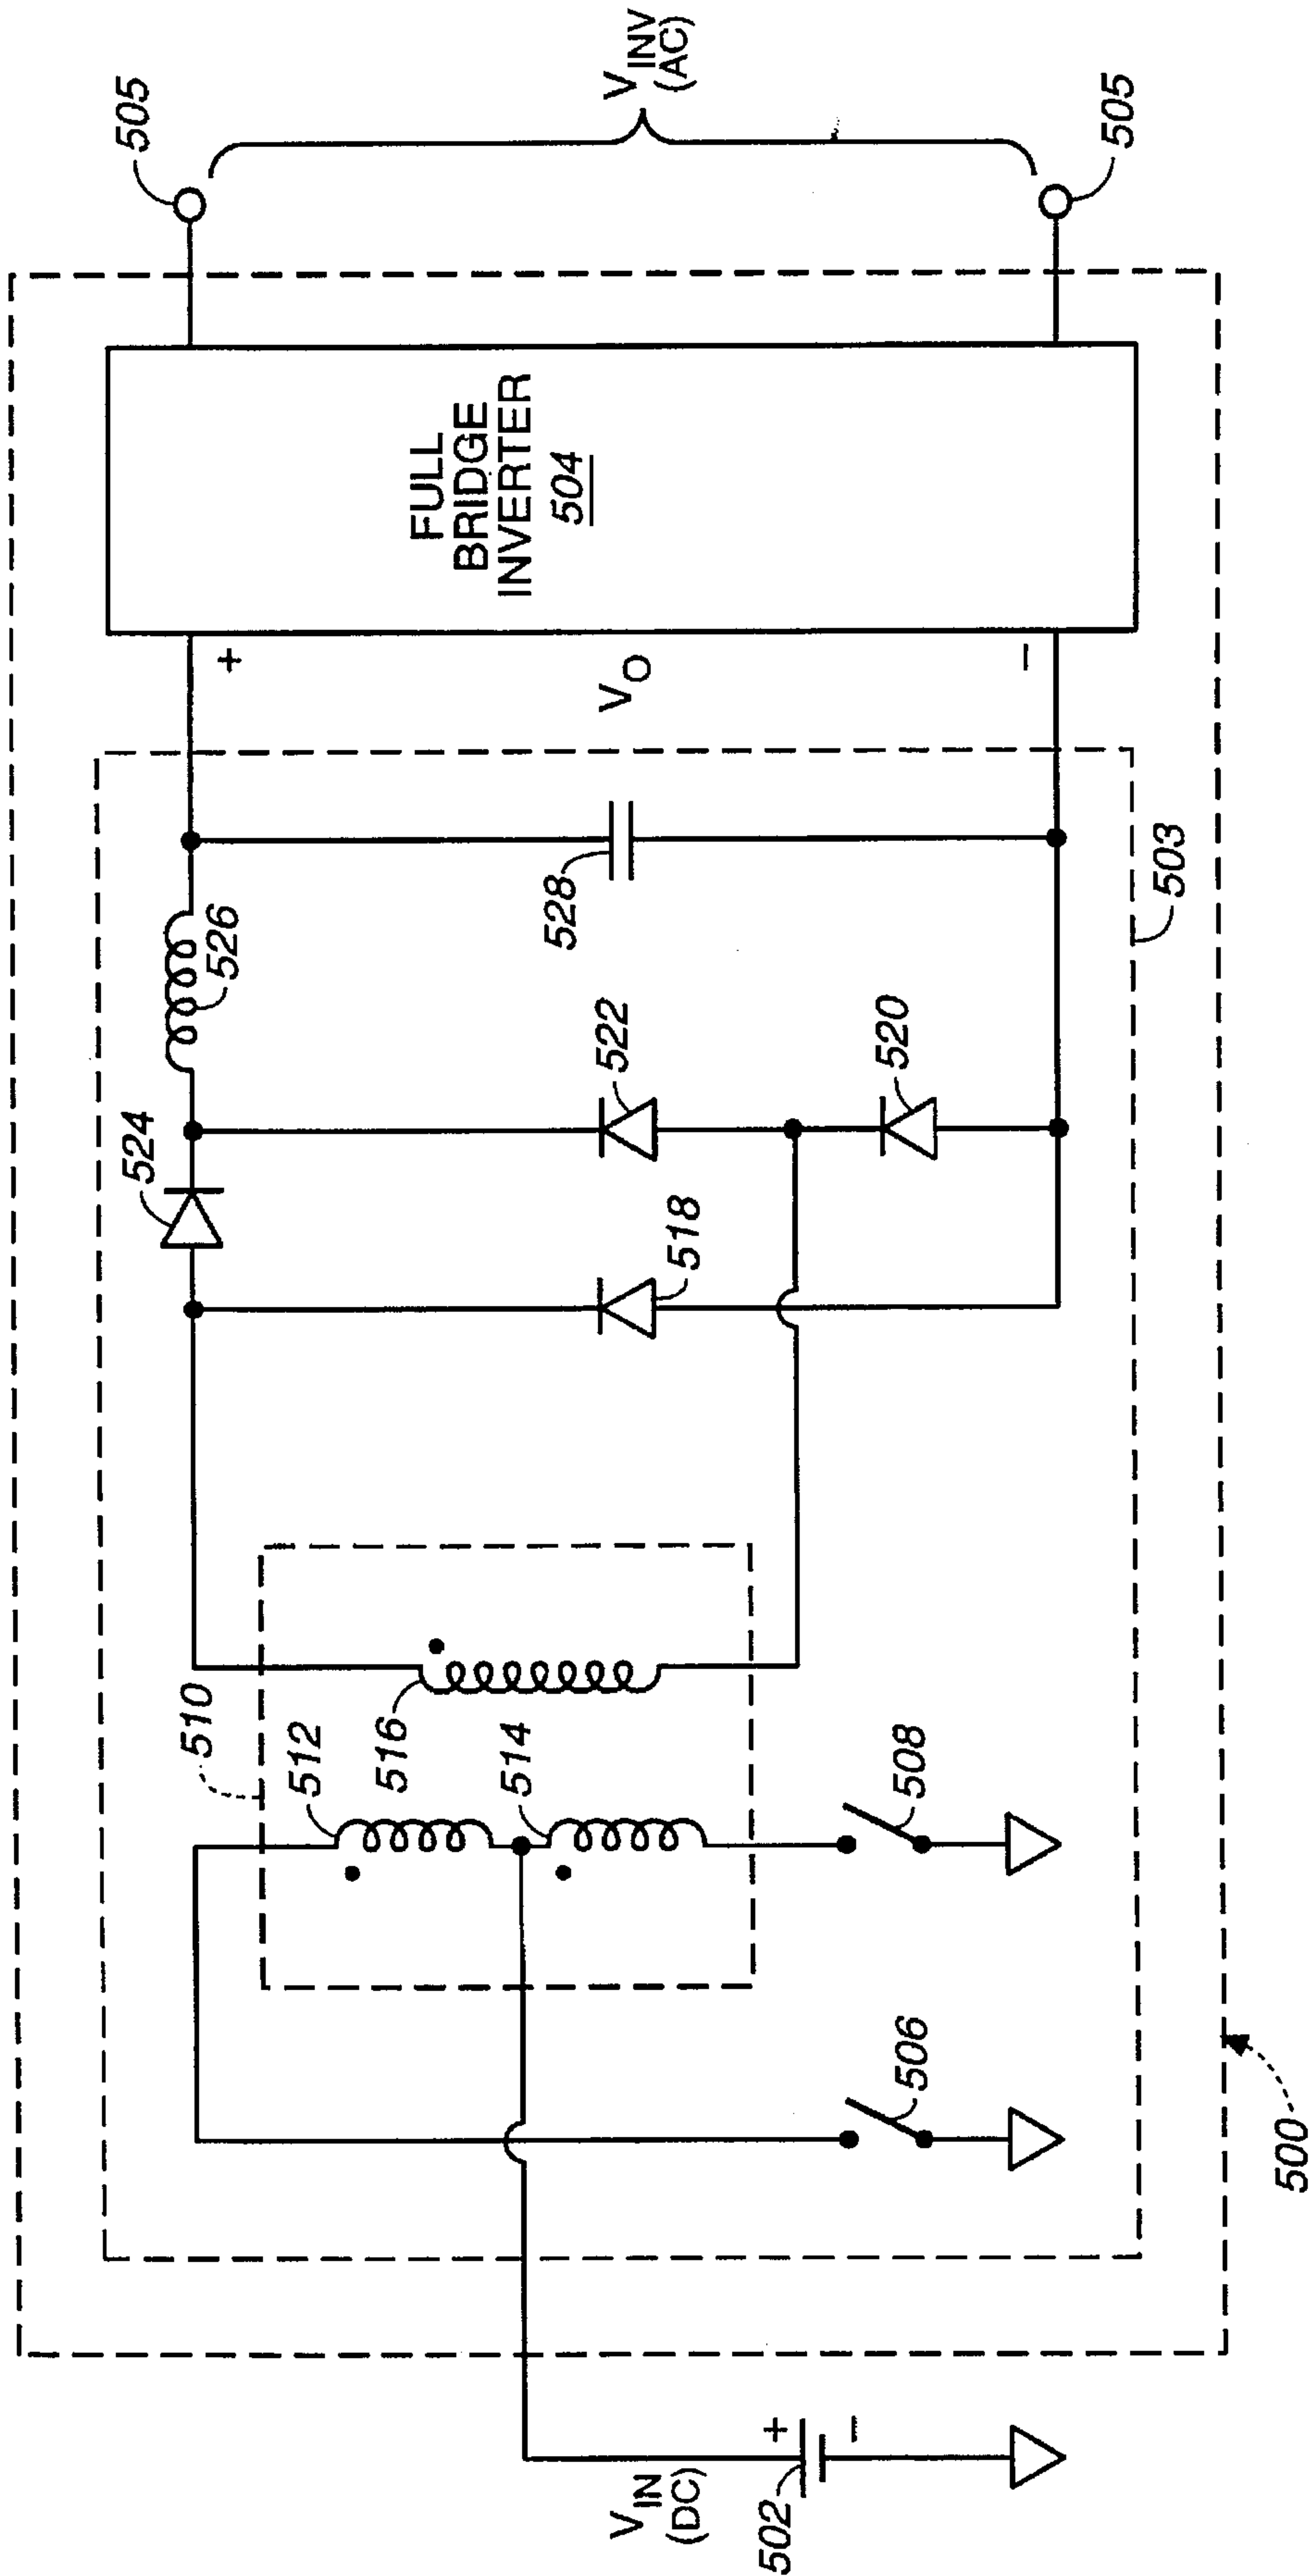 500
V_IN
(DC)
502
+
−
506
508
510
512
514
516
503
518
524
522
520
526
528
+
V_O
−
FULL
BRIDGE
INVERTER
504
505
505
V_INV
(AC)